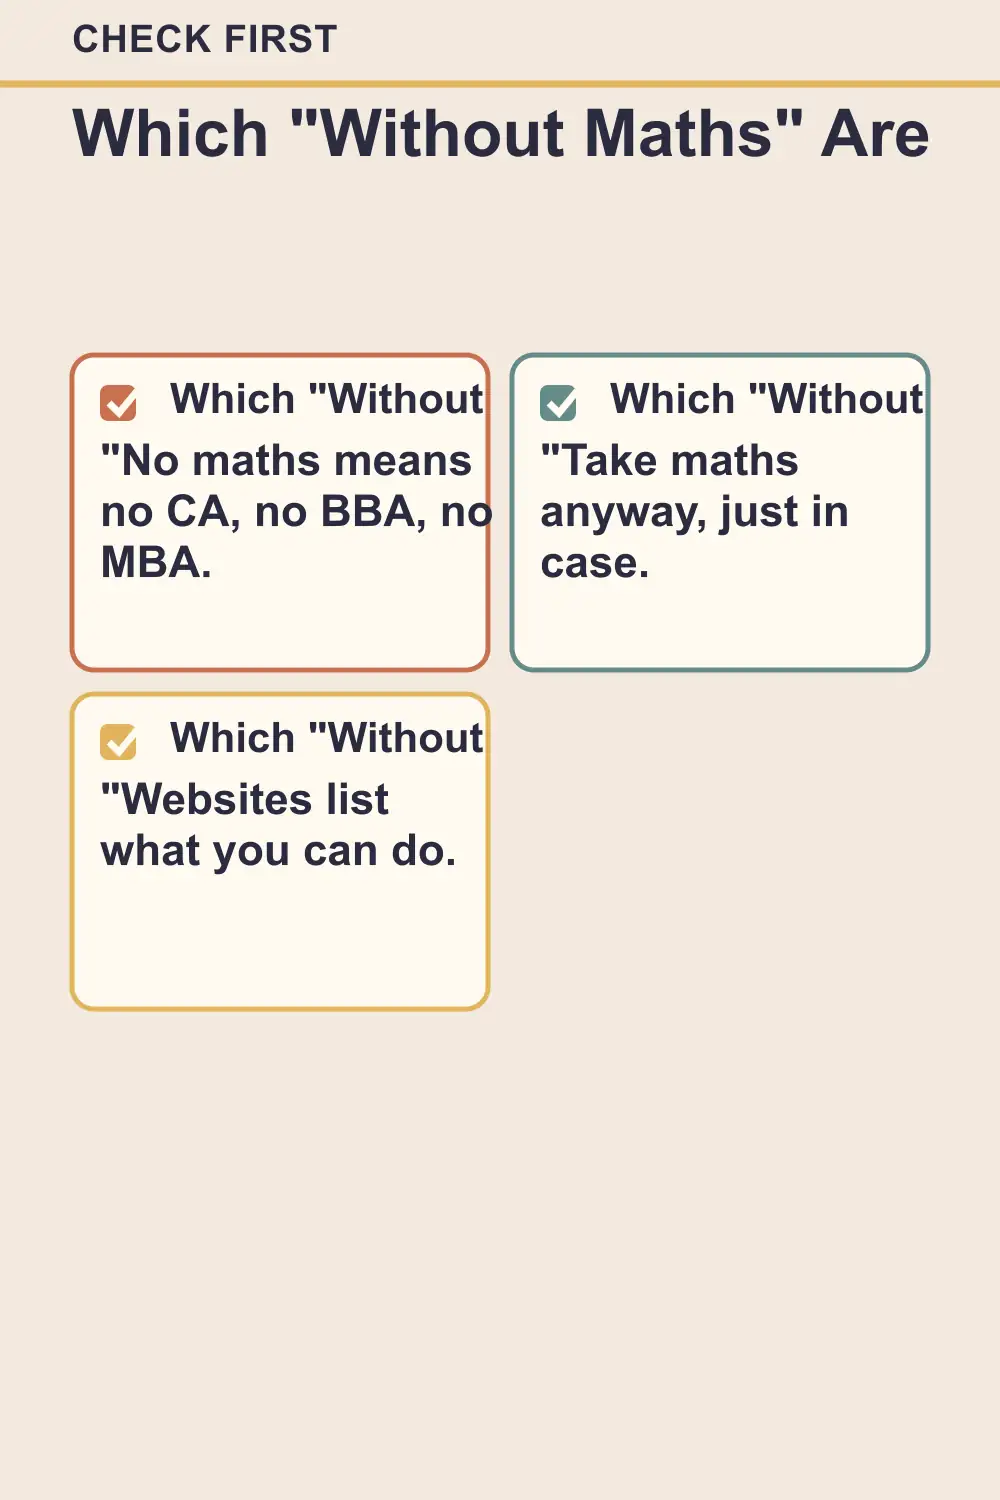 CHECK FIRST
Which "Without Maths" Are
Which "Without
"No maths means
no CA, no BBA, no
MBA.
Which "Without
"Take maths
anyway, just in
case.
Which "Without
"Websites list
what you can do.